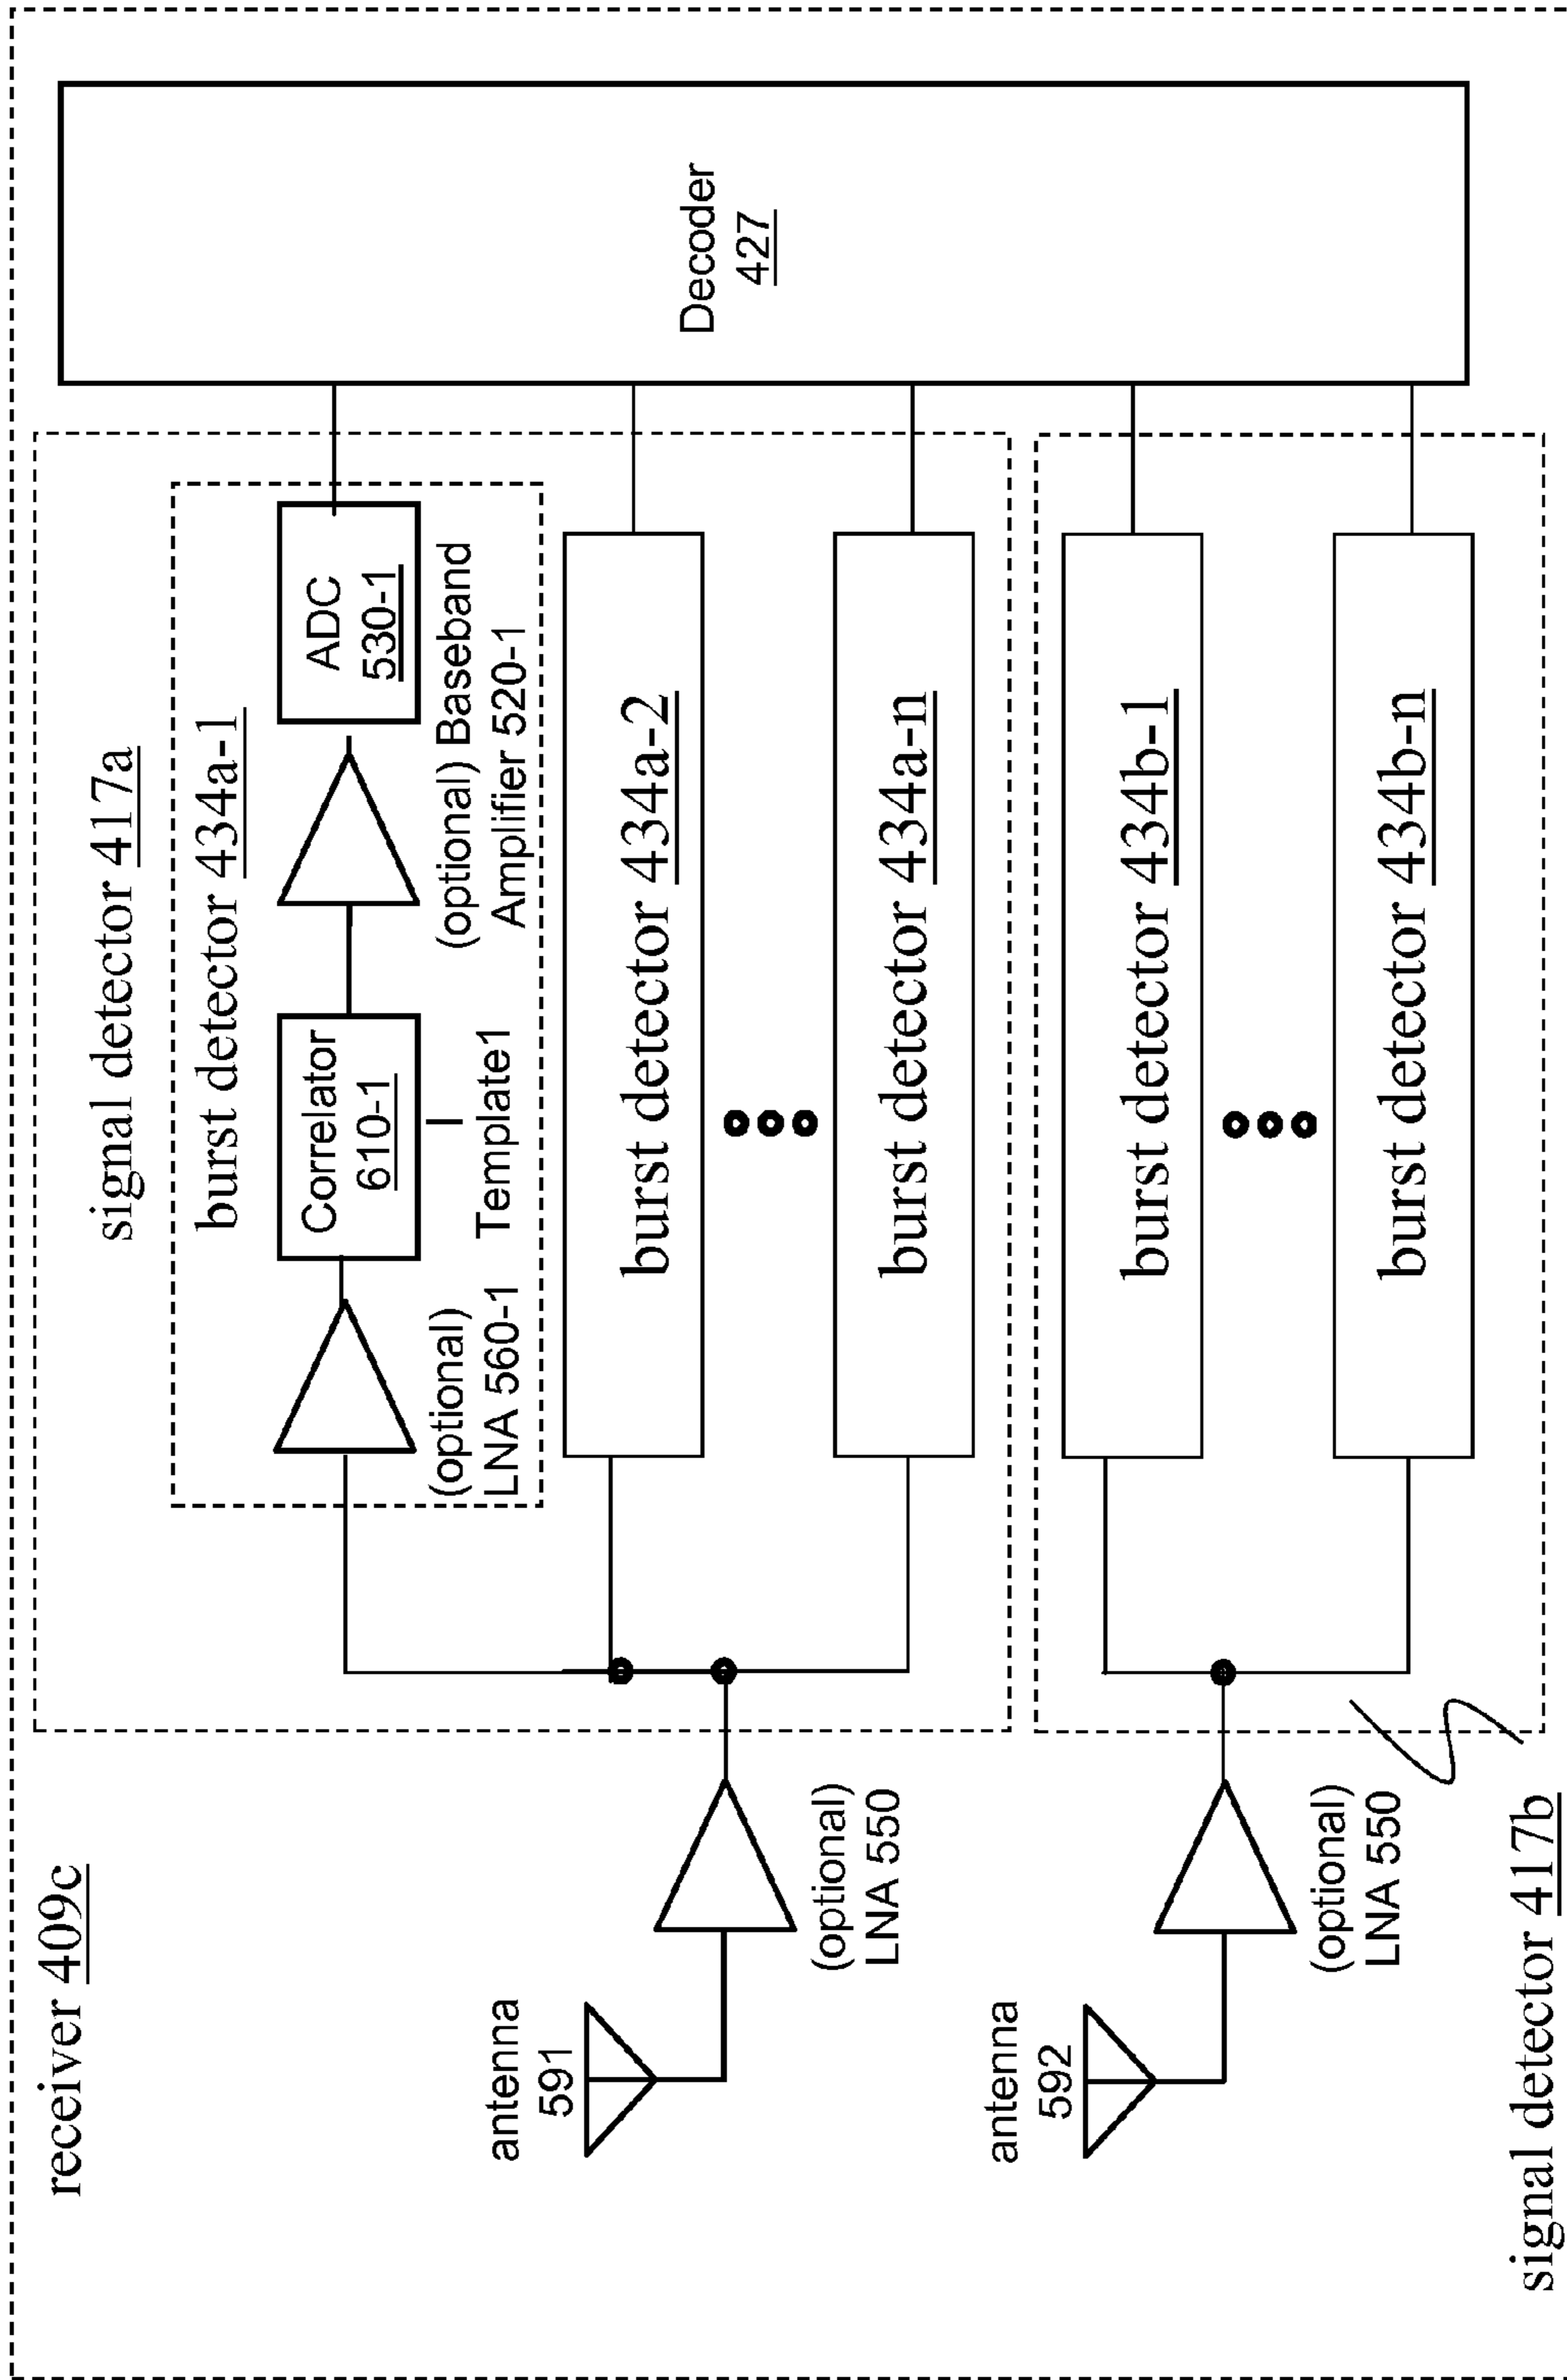 receiver 409c
signal detector 417a
burst detector 434a-1
Correlator
610-1
ADC
530-1
(optional)
LNA 560-1
Template1
(optional) Baseband
Amplifier 520-1
antenna
591
burst detector 434a-2
(optional)
LNA 550
burst detector 434a-n
Decoder
427
antenna
592
burst detector 434b-1
(optional)
LNA 550
burst detector 434b-n
signal detector 417b